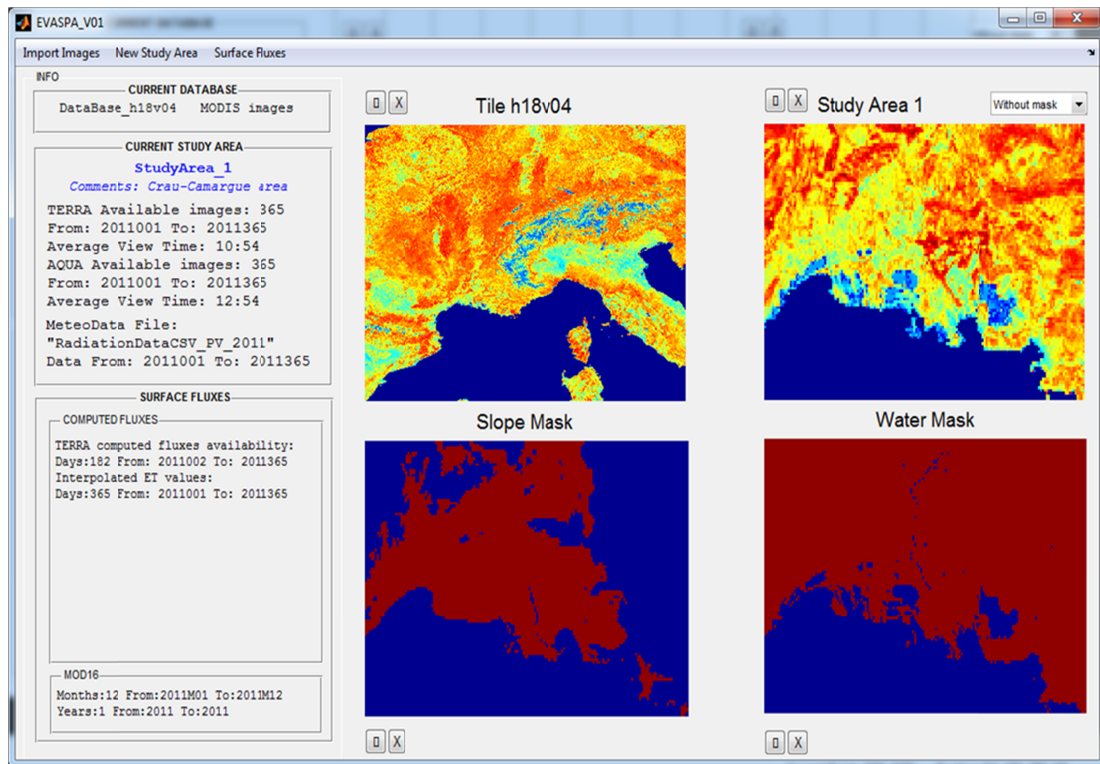 EVASPA_V01
Import Images New Study Area Surface Fluxes
INFO
CURRENT DATABASE
DataBase_h18v04 MODIS images
CURRENT STUDY AREA
StudyArea_1
Comments: Crau-Camargue area
TERRA Available images: 365
From: 2011001 To: 2011365
Average View Time: 10:54
AQUA Available images: 365
From: 2011001 To: 2011365
Average View Time: 12:54
MeteoData File:
"RadiationDataCSV_PV_2011"
Data From: 2011001 To: 2011365
SURFACE FLUXES
COMPUTED FLUXES
TERRA computed fluxes availability:
Days:182 From: 2011002 To: 2011365
Interpolated ET values:
Days:365 From: 2011001 To: 2011365
MOD16
Months:12 From:2011M01 To:2011M12
Years:1 From:2011 To:2011
X
Tile h18v04
X
Study Area 1
Without mask
Slope Mask
Water Mask
X
X